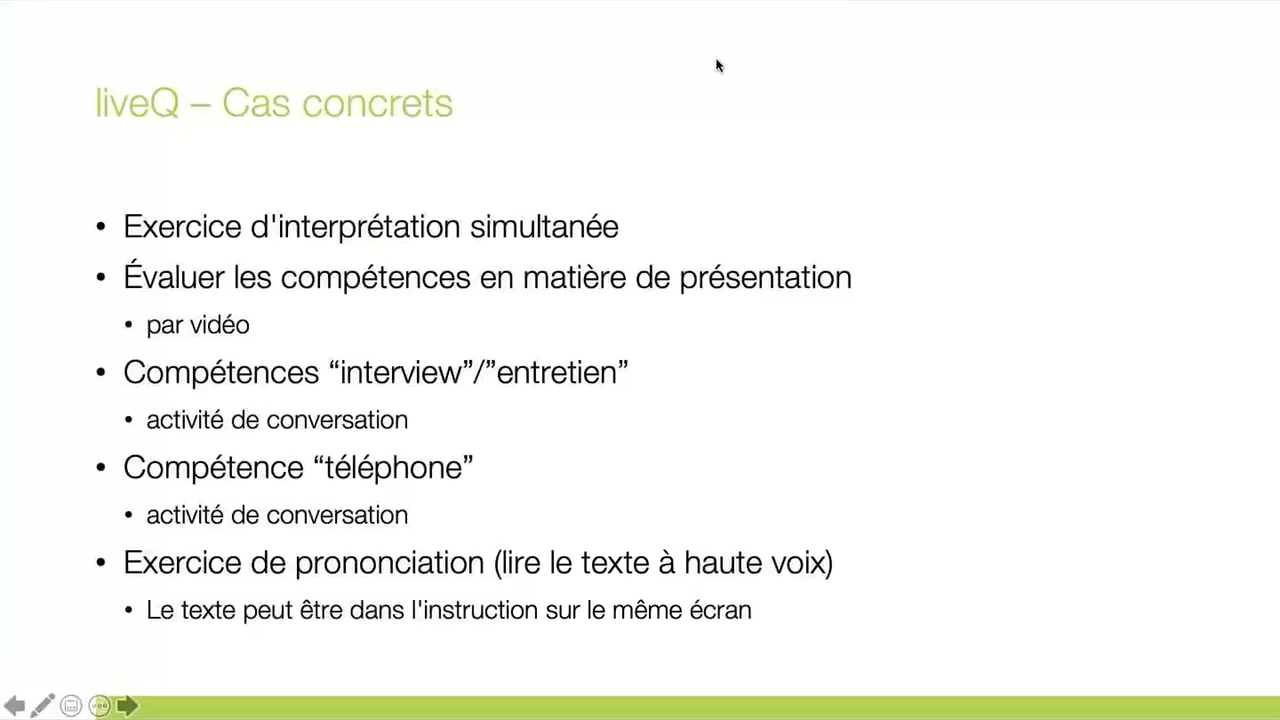 liveQ – Cas concrets
• Exercice d'interprétation simultanée
• Évaluer les compétences en matière de présentation
• par vidéo
• Compétences “interview”/”entretien”
• activité de conversation
• Compétence “téléphone”
• activité de conversation
• Exercice de prononciation (lire le texte à haute voix)
• Le texte peut être dans l'instruction sur le même écran